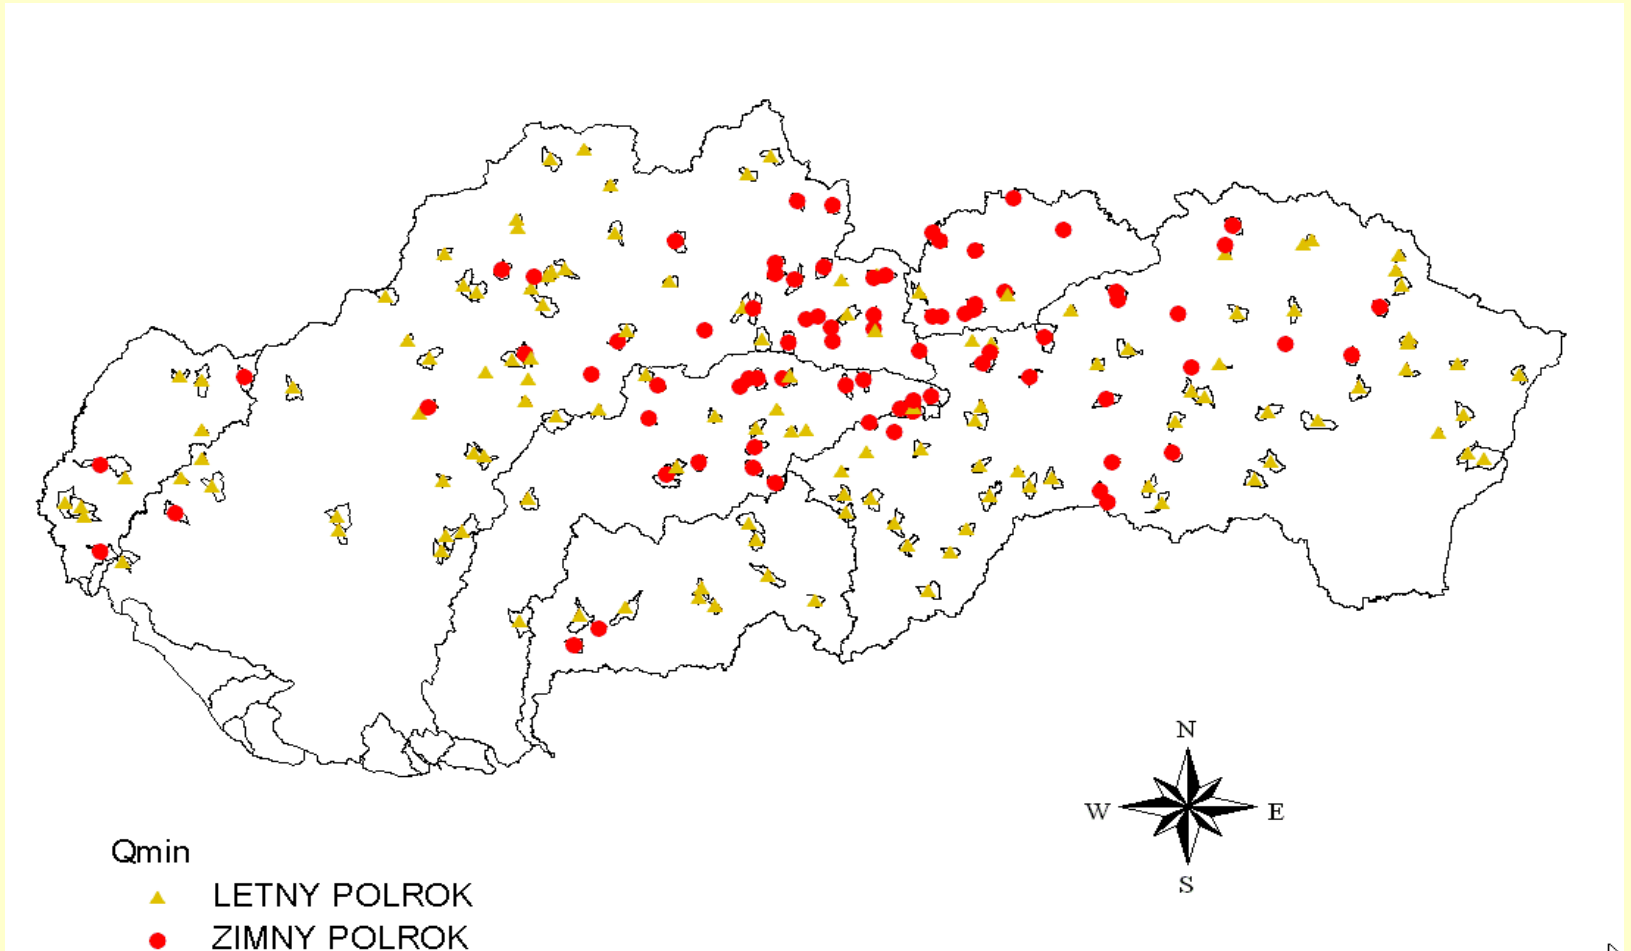 N
W E
S
Qmin
LETNY POLROK
ZIMNY POLROK